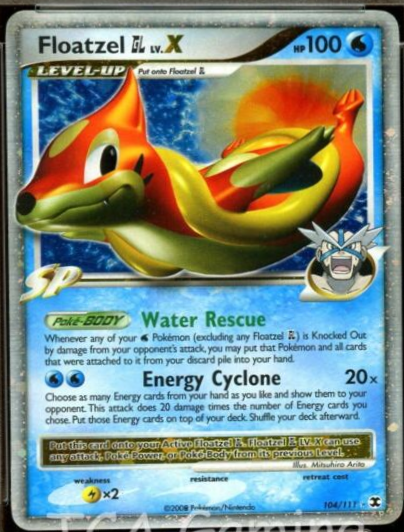 Floatzel GL LV.X HP 100
LEVEL-UP Put onto Floatzel GL
SP
Poké-BODY Water Rescue
Whenever any of your Pokémon (excluding any Floatzel GL) is Knocked Out
by damage from your opponent's attack, you may put that Pokémon and all cards
that were attached to it from your discard pile into your hand.
Energy Cyclone 20×
Choose as many Energy cards from your hand as you like and show them to your
opponent. This attack does 20 damage times the number of Energy cards you
chose. Put those Energy cards on top of your deck. Shuffle your deck afterward.
Put this card onto your Active Floatzel GL. Floatzel GL LV.X can use
any attack, Poké-Power, or Poké-Body from its previous Level.
Illus. Mitsuhiro Arita
weakness resistance retreat cost
×2
©2008 Pokémon/Nintendo 104/111